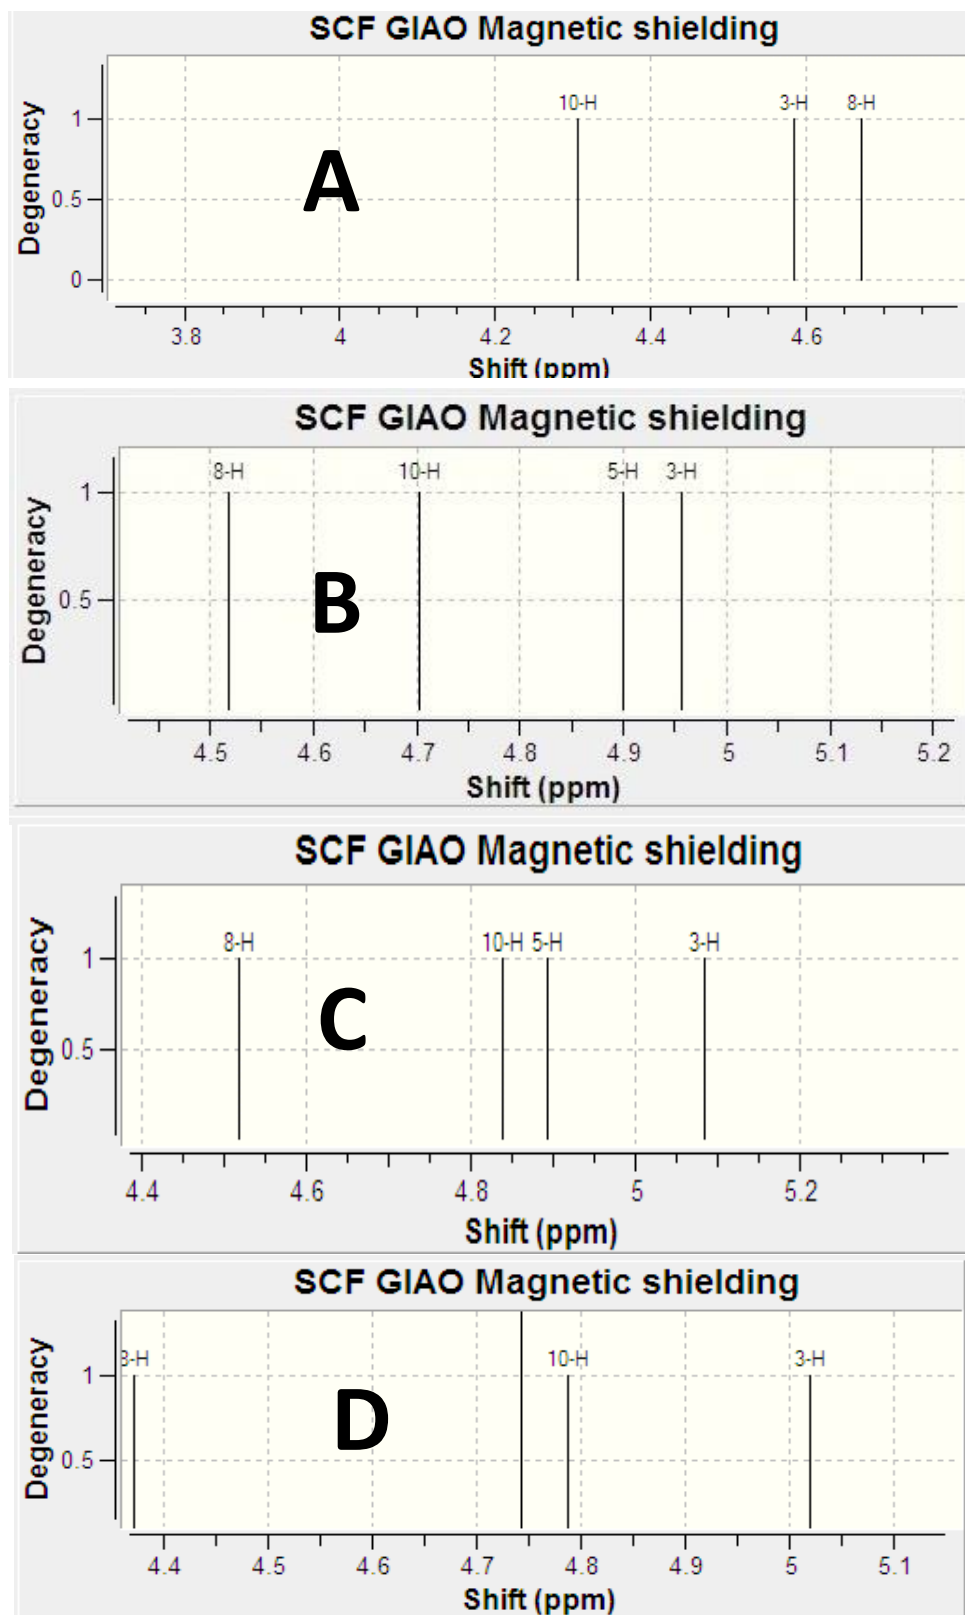 SCF GIAO Magnetic shielding
10-H 3-H 8-H
1
A
Degeneracy
0.5
0
3.8 4 4.2 4.4 4.6
Shift (ppm)
SCF GIAO Magnetic shielding
8-H 10-H 5-H 3-H
1
Degeneracy
B
0.5
4.5 4.6 4.7 4.8 4.9 5 5.1 5.2
Shift (ppm)
SCF GIAO Magnetic shielding
8-H 10-H 5-H 3-H
1
Degeneracy
C
0.5
4.4 4.6 4.8 5 5.2
Shift (ppm)
SCF GIAO Magnetic shielding
10-H 3-H
1
Degeneracy
D
0.5
4.4 4.5 4.6 4.7 4.8 4.9 5 5.1
Shift (ppm)